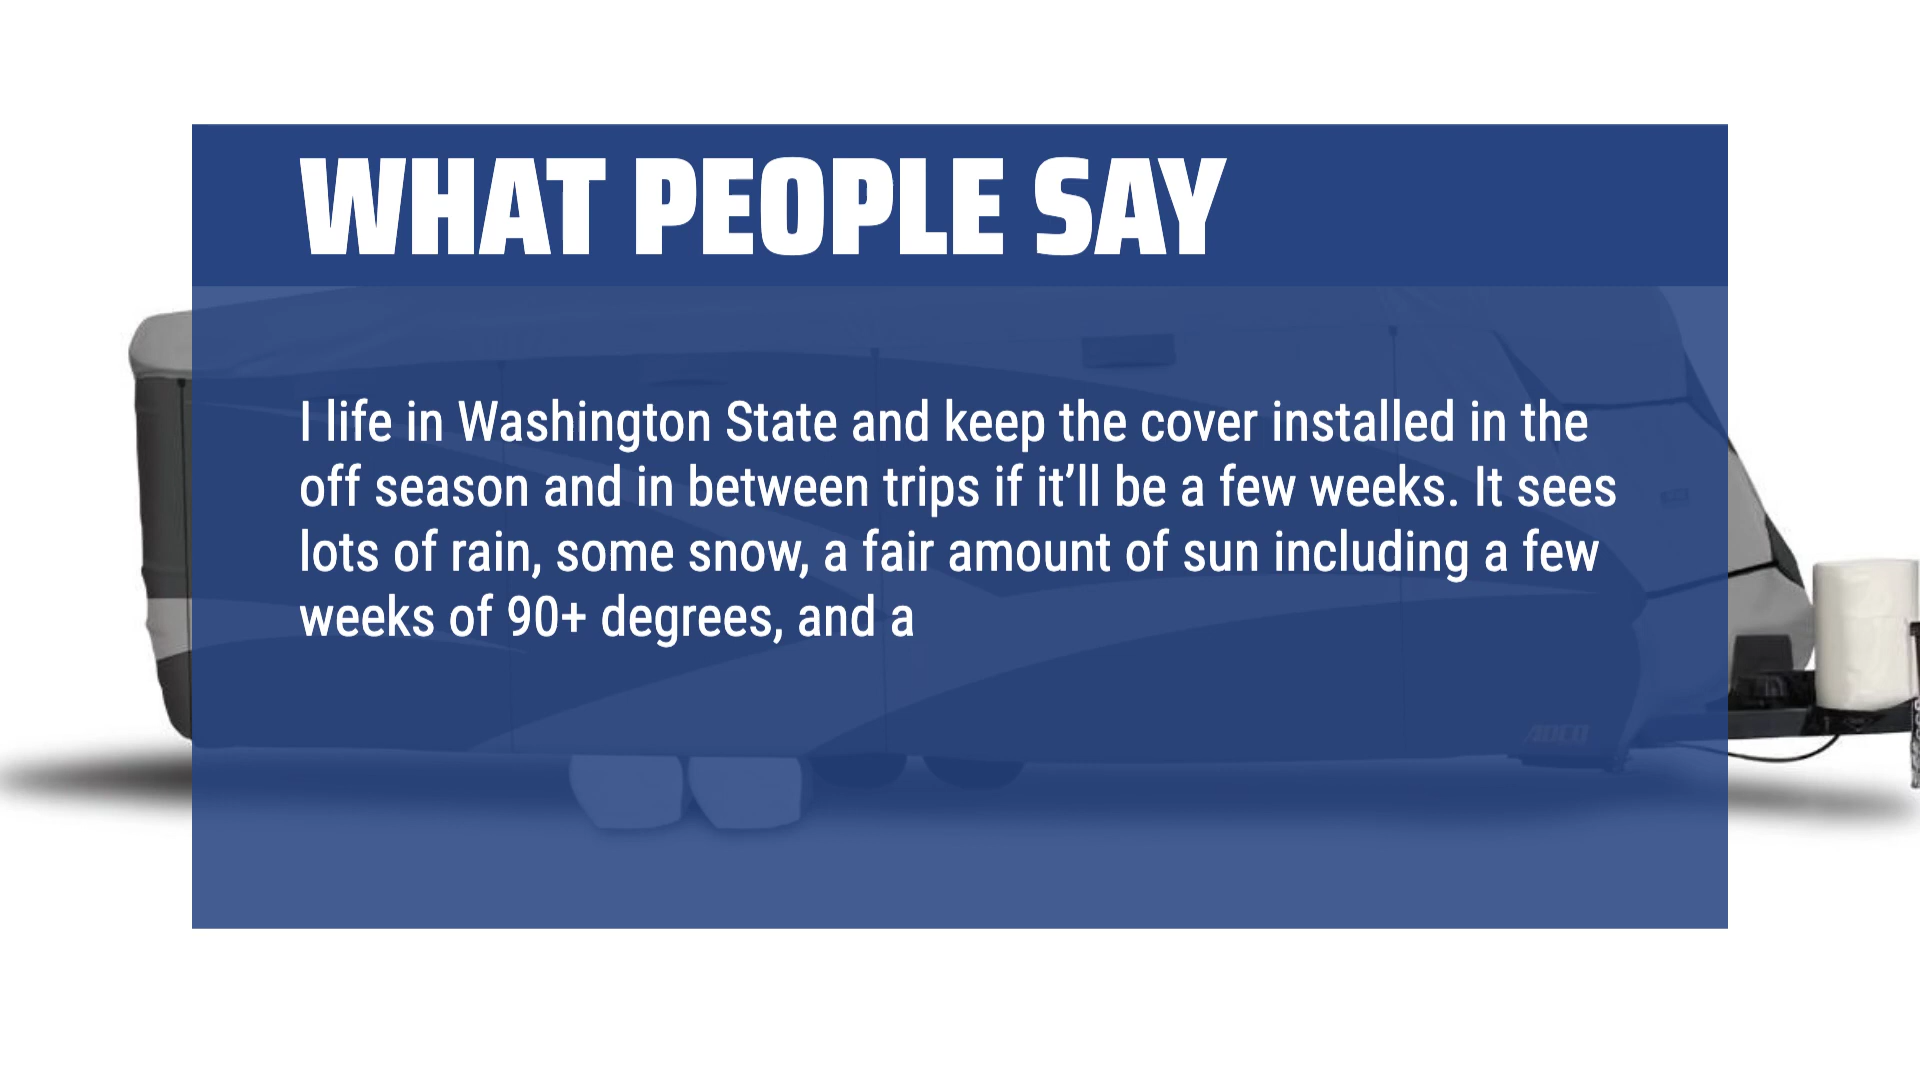 WHAT PEOPLE SAY
I life in Washington State and keep the cover installed in the
off season and in between trips if it’ll be a few weeks. It sees
lots of rain, some snow, a fair amount of sun including a few
weeks of 90+ degrees, and a
ADCO